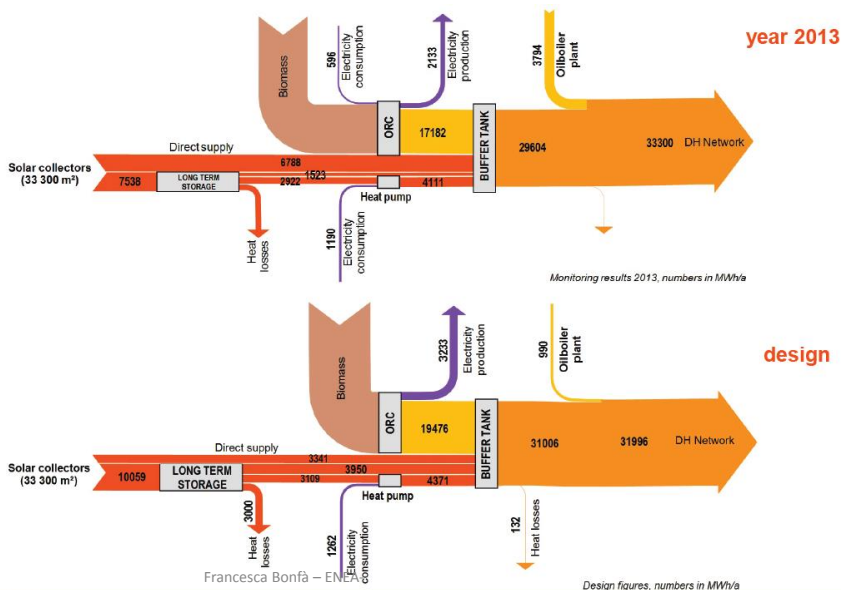 year 2013
596
Electricity
consumption
2133
Electricity
production
3794
Oilboiler
plant
Biomass
ORC
17182
BUFFER TANK
29604
33300 DH Network
Direct supply
6788
Solar collectors
(33 300 m²)
7538
LONG TERM
STORAGE
1523
2922
4111
Heat pump
Heat
losses
1190
Electricity
consumption
Monitoring results 2013, numbers in MWh/a
design
Biomass
3233
Electricity
production
990
Oilboiler
plant
ORC
19476
BUFFER TANK
31006
31996 DH Network
Direct supply
3341
Solar collectors
(33 300 m²)
10059
LONG TERM
STORAGE
3950
3109
4371
Heat pump
3000
Heat
losses
1262
Electricity
consumption
132
Heat losses
Francesca Bonfà – ENEA
Design figures, numbers in MWh/a